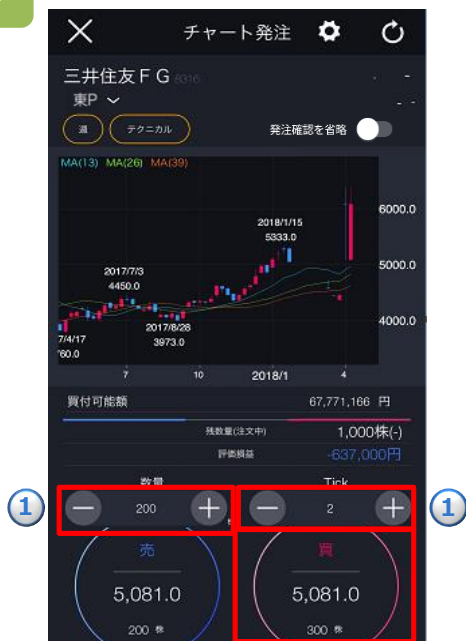 チャート発注
三井住友ＦＧ 8316
東P
週 テクニカル 発注確認を省略
MA(13) MA(26) MA(39)
6000.0
2018/1/15
5333.0
5000.0
2017/7/3
4450.0
4000.0
2017/8/28
3973.0
7/4/17
760.0
7 10 2018/1 4
買付可能額 67,771,166 円
残数量(注文中) 1,000株(-)
評価損益 -637,000円
数量 Tick
1 200 2 1
売 買
5,081.0 5,081.0
200 株 300 株